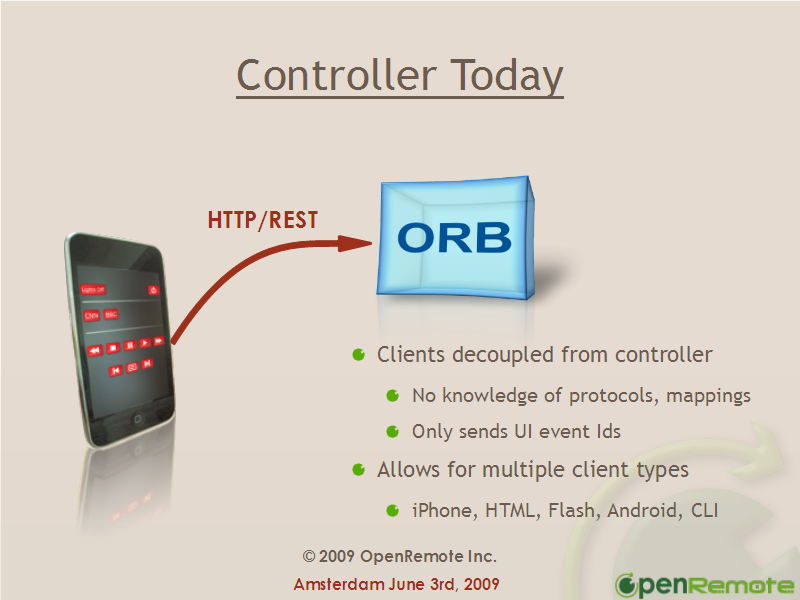 Controller Today
HTTP/REST
ORB
Lights Off
CNN BBC
Clients decoupled from controller
No knowledge of protocols, mappings
Only sends UI event Ids
Allows for multiple client types
iPhone, HTML, Flash, Android, CLI
© 2009 OpenRemote Inc.
Amsterdam June 3rd, 2009
OpenRemote